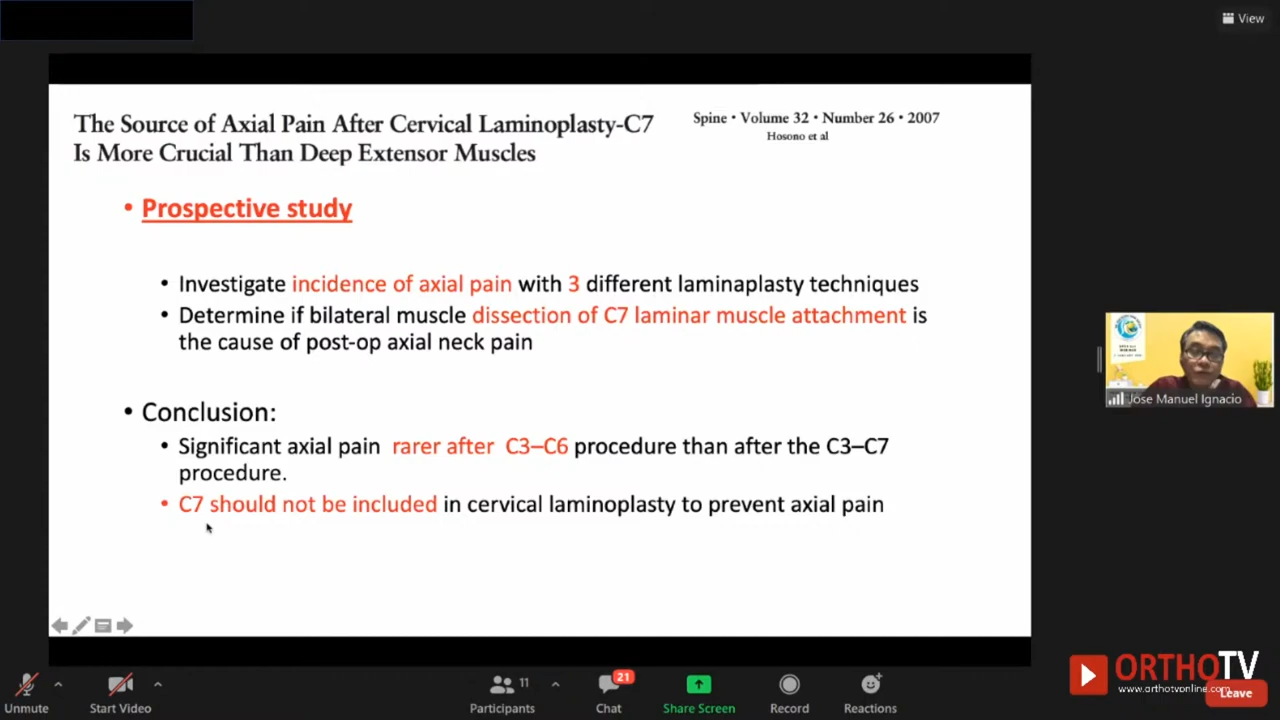 View
The Source of Axial Pain After Cervical Laminoplasty-C7
Is More Crucial Than Deep Extensor Muscles
Spine • Volume 32 • Number 26 • 2007
Hosono et al
• Prospective study
• Investigate incidence of axial pain with 3 different laminaplasty techniques
• Determine if bilateral muscle dissection of C7 laminar muscle attachment is
the cause of post-op axial neck pain
• Conclusion:
• Significant axial pain rarer after C3–C6 procedure than after the C3–C7
procedure.
• C7 should not be included in cervical laminoplasty to prevent axial pain
Jose Manuel Ignacio
ORTHOTV
www.orthotvonline.com
Leave
11
21
Unmute
Start Video
Participants
Chat
Share Screen
Record
Reactions